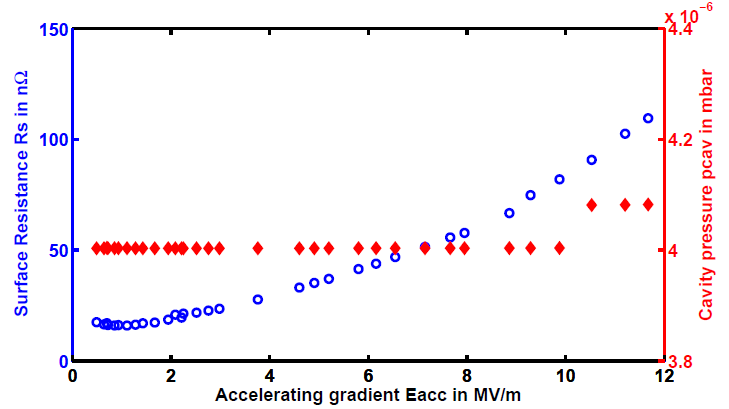 x 10⁻⁶
150
100
50
0
4.4
4.2
4
3.8
0 2 4 6 8 10 12
Surface Resistance Rs in nΩ
Cavity pressure pcav in mbar
Accelerating gradient Eacc in MV/m